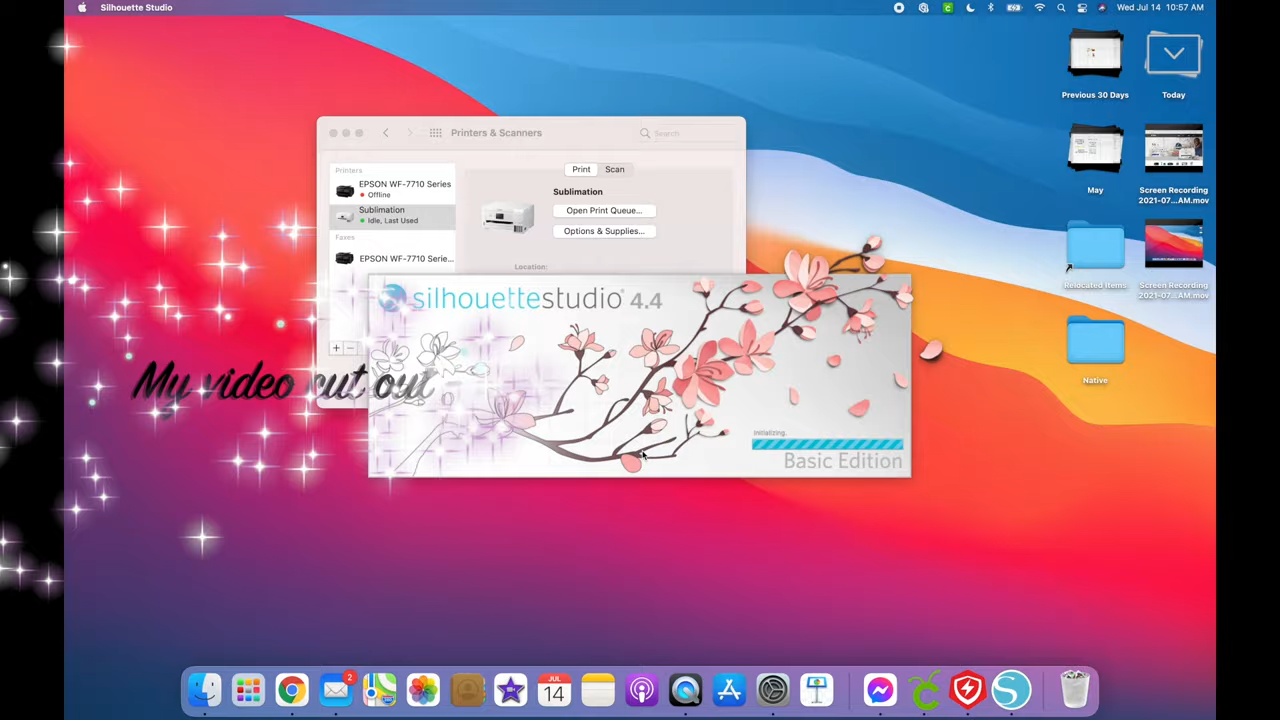 Silhouette Studio
Wed Jul 14 10:57 AM
Previous 30 Days
Today
May
Screen Recording
2021-07...AM.mov
Relocated Items
Screen Recording
2021-07...AM.mov
Native
Printers & Scanners
Search
Printers
EPSON WF-7710 Series
Offline
Sublimation
Idle, Last Used
Faxes
EPSON WF-7710 Serie...
Print
Scan
Sublimation
Open Print Queue...
Options & Supplies...
Location:
+
−
silhouettestudio® 4.4
Initializing.
Basic Edition
My video cut out
2
JUL
14